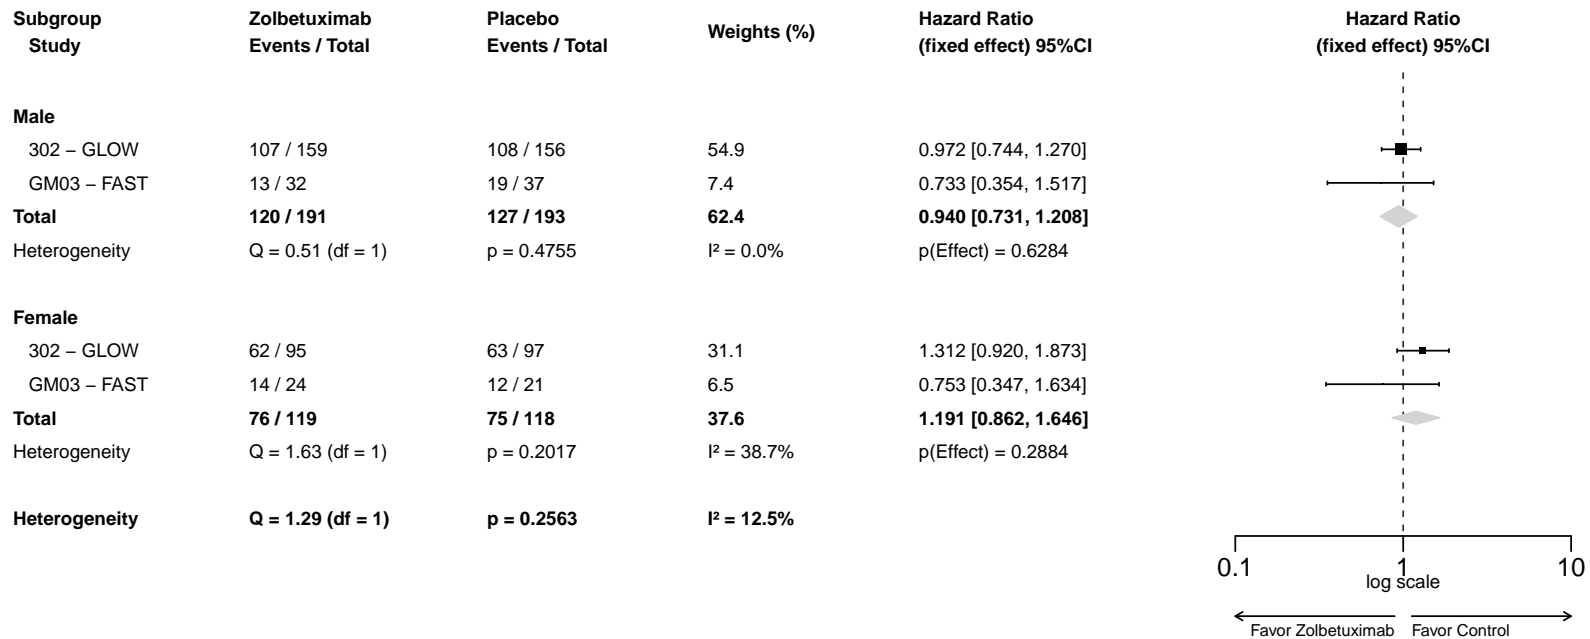 Subgroup Zolbetuximab Placebo Weights (%) Hazard Ratio Hazard Ratio
Study Events / Total Events / Total (fixed effect) 95%CI (fixed effect) 95%CI
Male
302 – GLOW 107 / 159 108 / 156 54.9 0.972 [0.744, 1.270]
GM03 – FAST 13 / 32 19 / 37 7.4 0.733 [0.354, 1.517]
Total 120 / 191 127 / 193 62.4 0.940 [0.731, 1.208]
Heterogeneity Q = 0.51 (df = 1) p = 0.4755 I² = 0.0% p(Effect) = 0.6284
Female
302 – GLOW 62 / 95 63 / 97 31.1 1.312 [0.920, 1.873]
GM03 – FAST 14 / 24 12 / 21 6.5 0.753 [0.347, 1.634]
Total 76 / 119 75 / 118 37.6 1.191 [0.862, 1.646]
Heterogeneity Q = 1.63 (df = 1) p = 0.2017 I² = 38.7% p(Effect) = 0.2884
Heterogeneity Q = 1.29 (df = 1) p = 0.2563 I² = 12.5%
0.1 1 10
log scale
Favor Zolbetuximab Favor Control